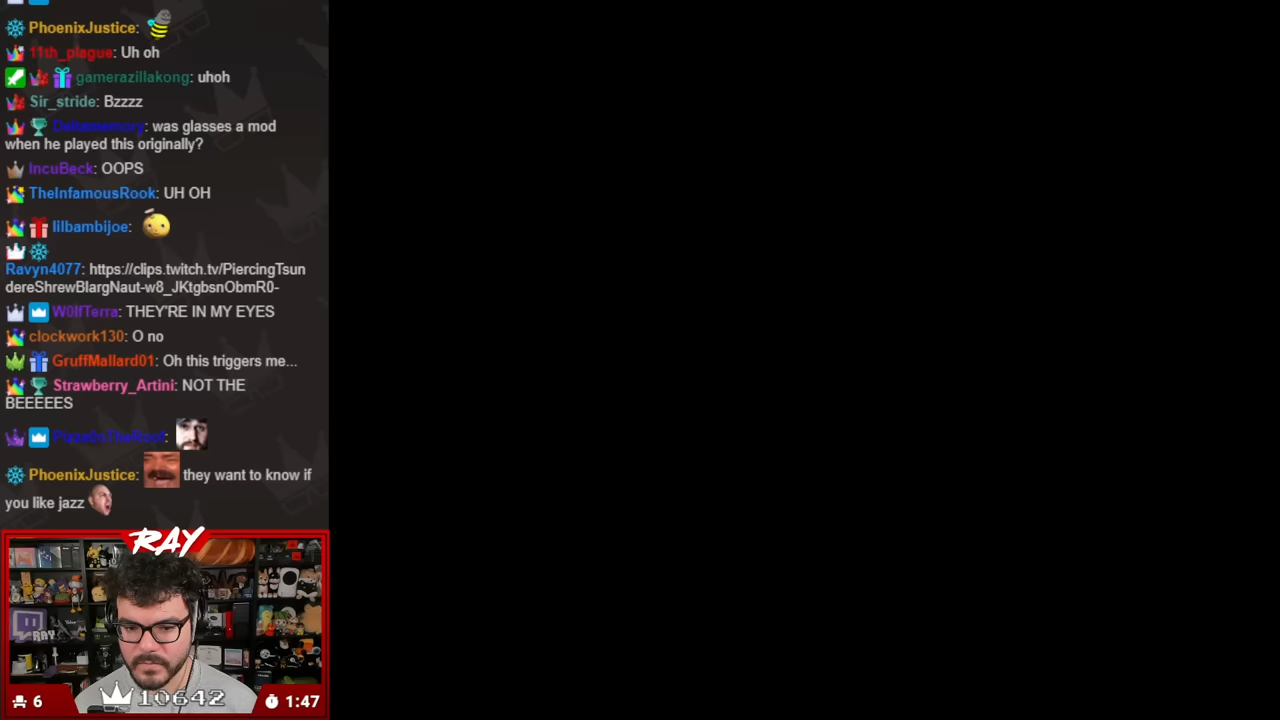 PhoenixJustice:
11th_plague: Uh oh
gamerazillakong: uhoh
Sir_stride: Bzzzz
Deltamemory: was glasses a mod
when he played this originally?
IncuBeck: OOPS
TheInfamousRook: UH OH
lilbambijoe:
Ravyn4077: https://clips.twitch.tv/PiercingTsun
dereShrewBlargNaut-w8_JKtgbsnObmR0-
W0lfTerra: THEY'RE IN MY EYES
clockwork130: O no
GruffMallard01: Oh this triggers me...
Strawberry_Artini: NOT THE
BEEEEES
PhoenixJustice: they want to know if
you like jazz
RAY
RAY
6
10642
1:47